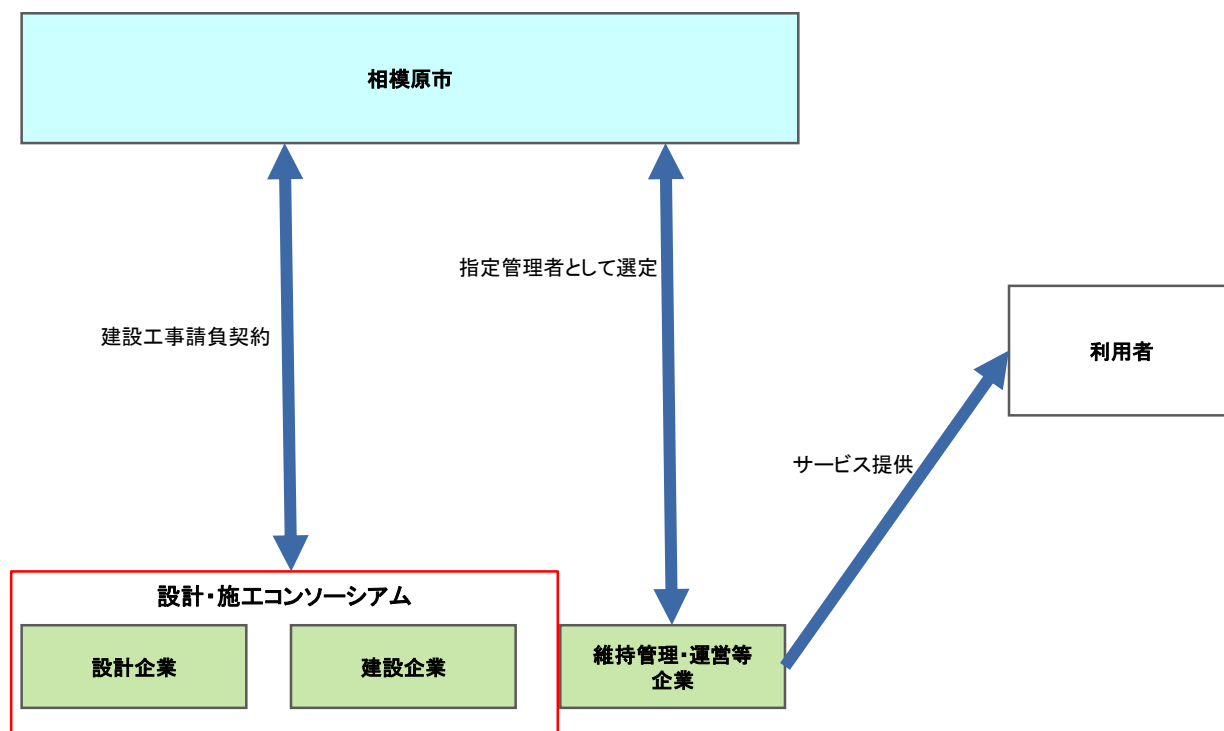 相模原市
指定管理者として選定
建設工事請負契約
利用者
サービス提供
設計・施工コンソーシアム
設計企業
建設企業
維持管理・運営等
企業